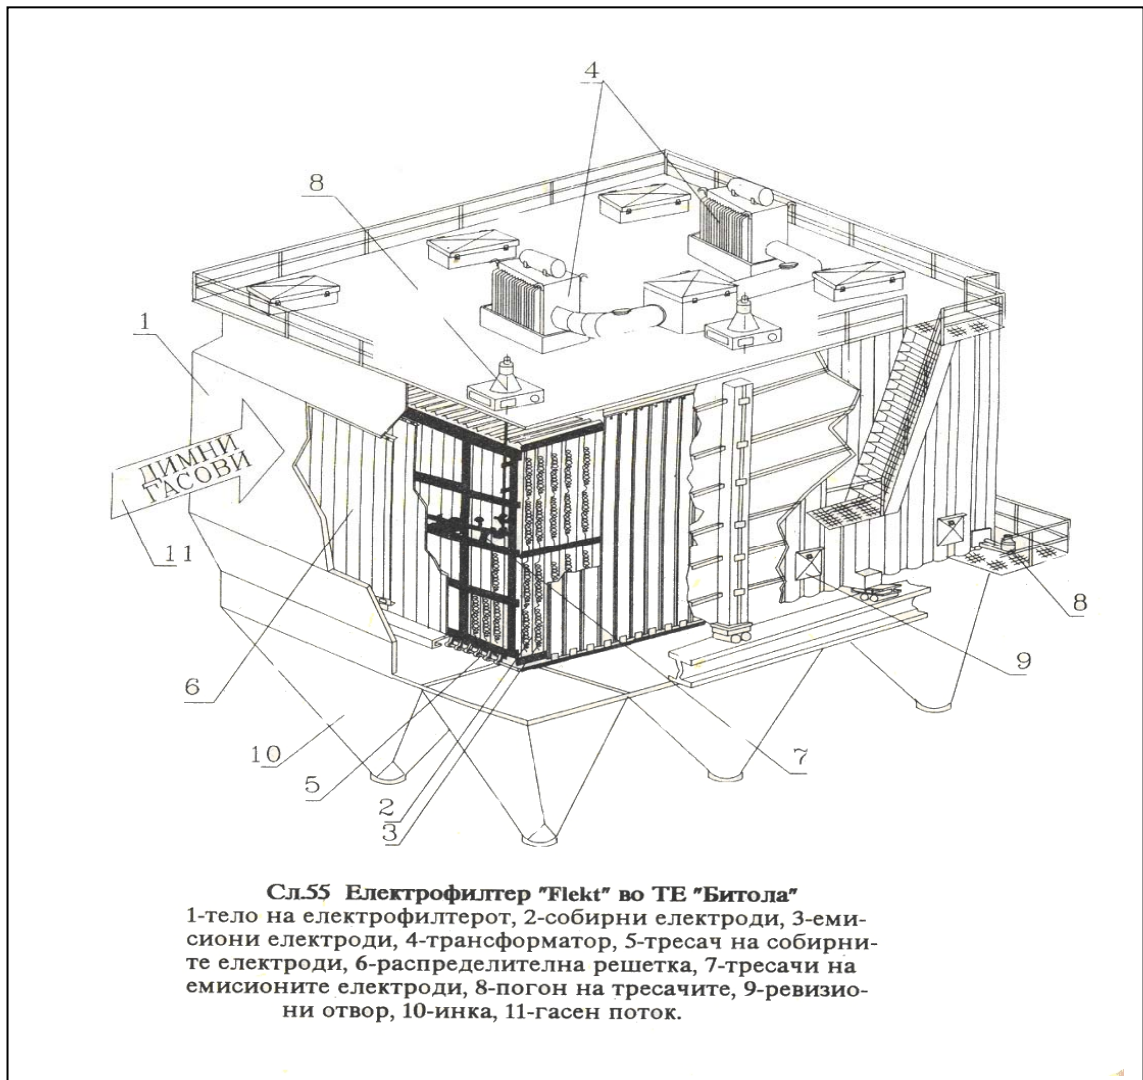 4
8
1
ДИМНИ
ГАСОВИ
11
8
9
6
10
7
5
2
3
Сл.55 Електрофилтер "Flekt" во ТЕ "Битола"
1-тело на електрофилтерот, 2-собирни електроди, 3-еми-
сиони електроди, 4-трансформатор, 5-тресач на собирни-
те електроди, 6-распределителна решетка, 7-тресачи на
емисионите електроди, 8-погон на тресачите, 9-ревизио-
ни отвор, 10-инка, 11-гасен поток.